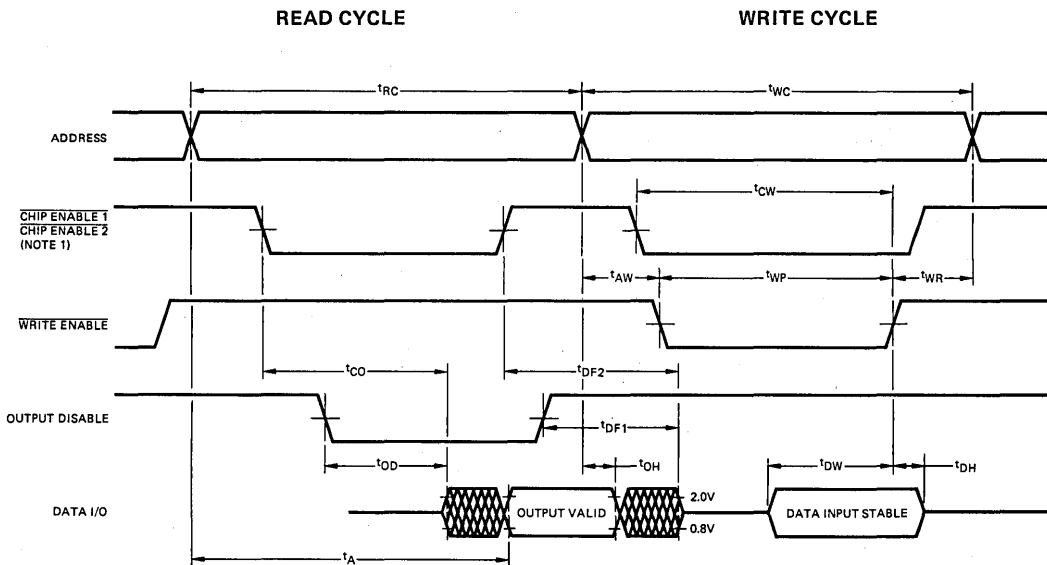 READ CYCLE
WRITE CYCLE
tRC
tWC
ADDRESS
tCW
CHIP ENABLE 1
CHIP ENABLE 2
(NOTE 1)
tAW
tWP
tWR
WRITE ENABLE
tCO
tDF2
OUTPUT DISABLE
tDF1
tOD
tOH
tDW
tDH
2.0V
DATA I/O
OUTPUT VALID
DATA INPUT STABLE
0.8V
tA